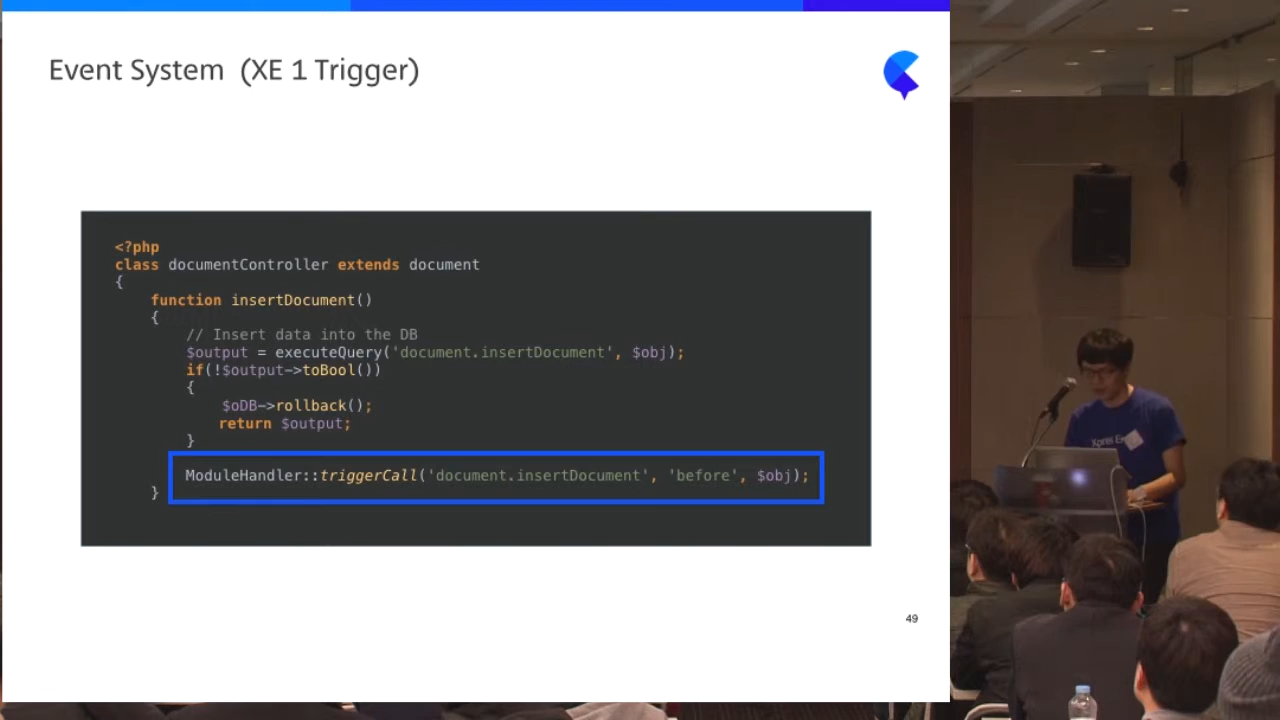 Event System (XE 1 Trigger)
<?php
class documentController extends document
{
function insertDocument()
{
// Insert data into the DB
$output = executeQuery('document.insertDocument', $obj);
if(!$output->toBool())
{
$oDB->rollback();
return $output;
}
ModuleHandler::triggerCall('document.insertDocument', 'before', $obj);
}
49